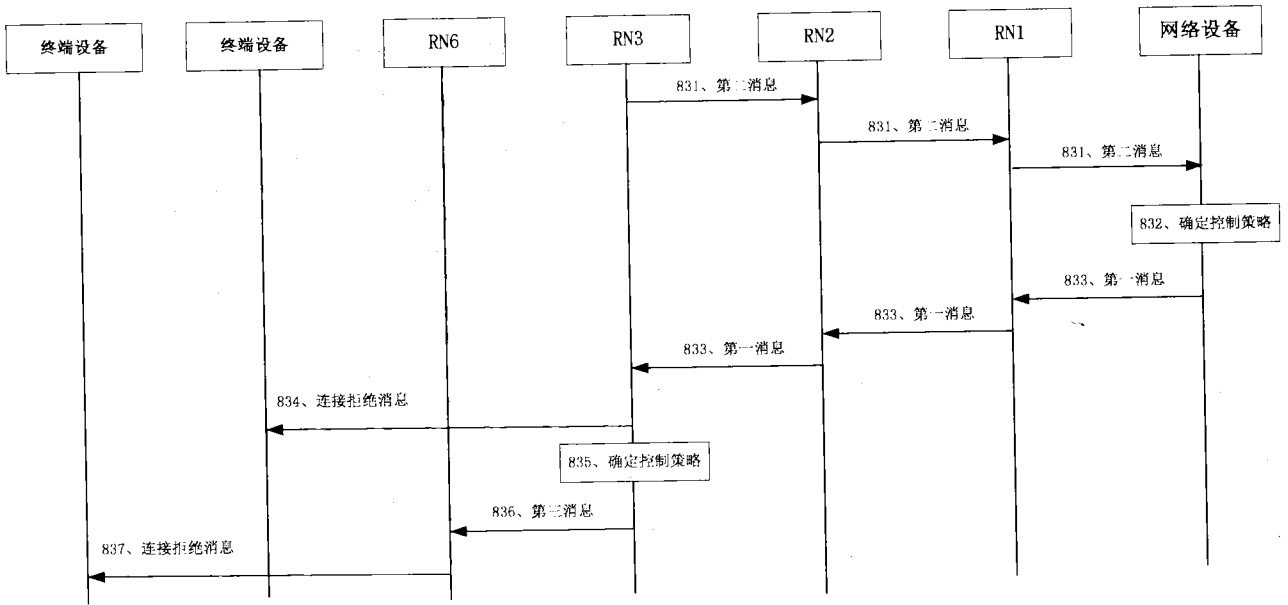 终端设备
终端设备
RN6
RN3
RN2
RN1
网络设备
831、第二消息
831、第二消息
831、第二消息
832、确定控制策略
833、第一消息
833、第一消息
833、第一消息
834、连接拒绝消息
835、确定控制策略
836、第三消息
837、连接拒绝消息